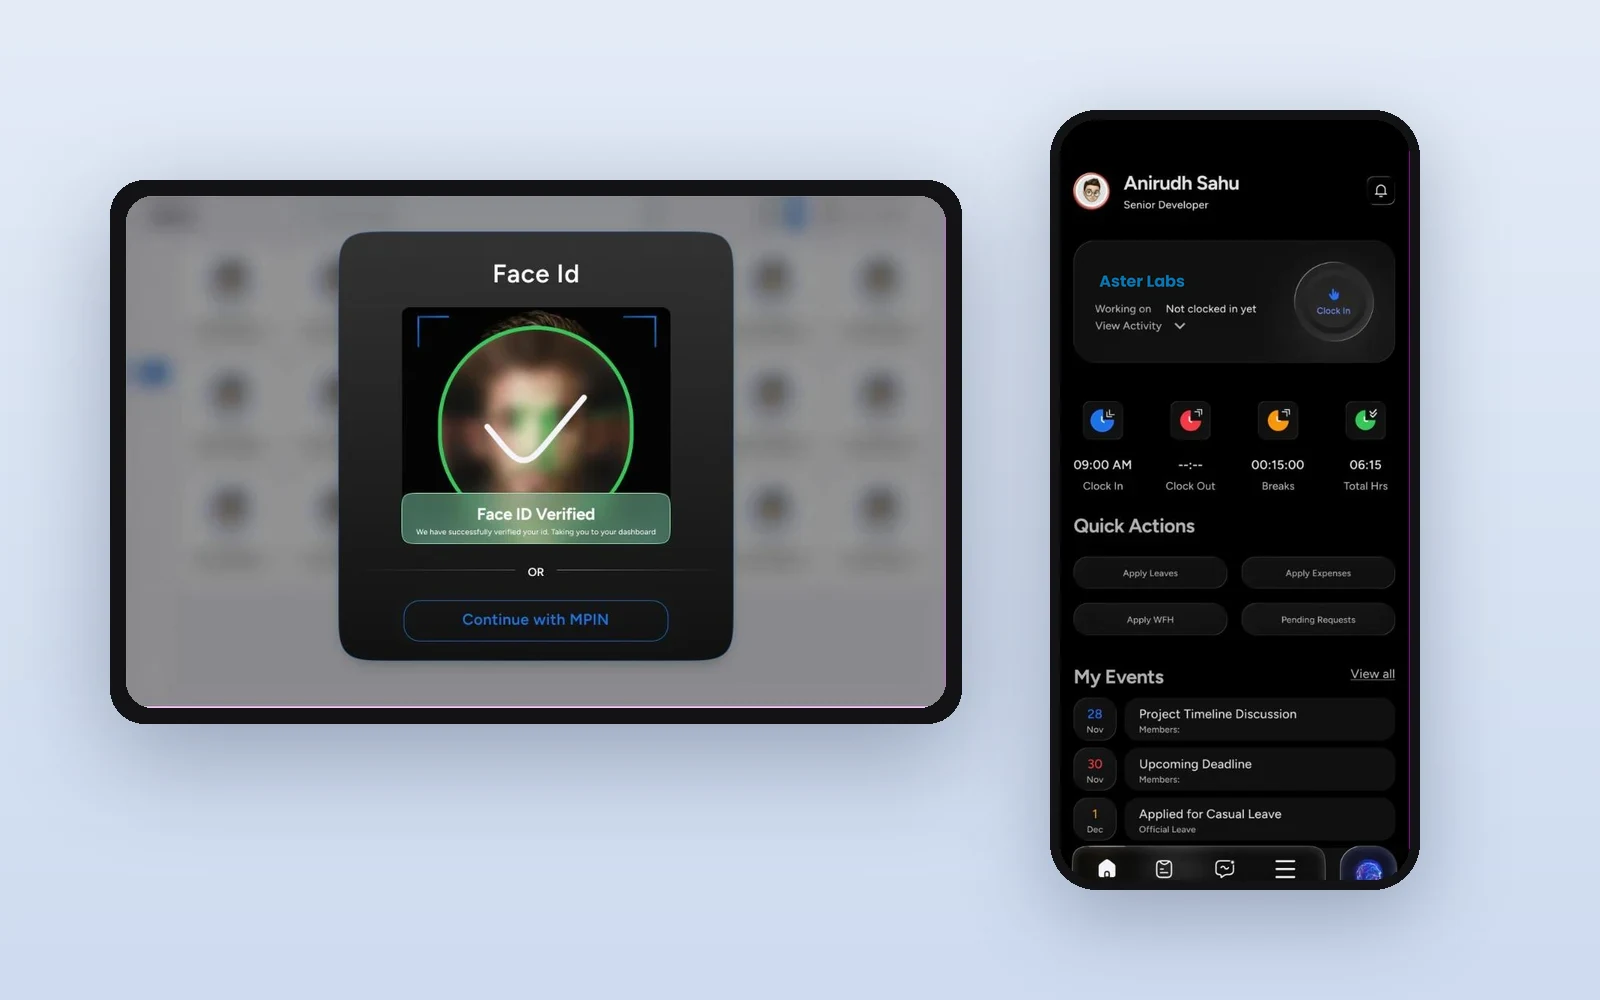 Face Id
Face ID Verified
We have successfully verified your id. Taking you to your dashboard
OR
Continue with MPIN
Anirudh Sahu
Senior Developer
Aster Labs
Working on Not clocked in yet
View Activity
Clock In
09:00 AM --:-- 00:15:00 06:15
Clock In Clock Out Breaks Total Hrs
Quick Actions
Apply Leaves Apply Expenses
Apply WFH Pending Requests
My Events View all
28 Project Timeline Discussion
Nov Members:
30 Upcoming Deadline
Nov Members:
1 Applied for Casual Leave
Dec Official Leave